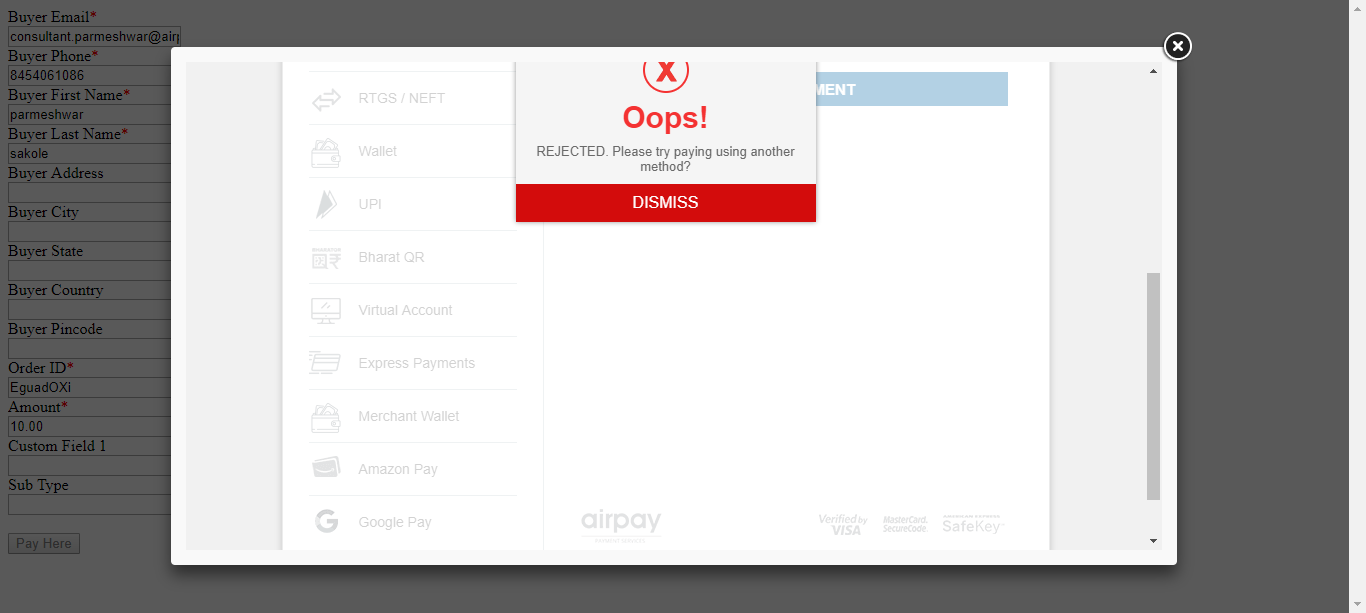 Buyer Email*
consultant.parmeshwar@airp
Buyer Phone*
8454061086
Buyer First Name*
parmeshwar
Buyer Last Name*
sakole
Buyer Address
Buyer City
Buyer State
Buyer Country
Buyer Pincode
Order ID*
EguadOXi
Amount*
10.00
Custom Field 1
Sub Type
Pay Here
RTGS / NEFT
Wallet
UPI
Bharat QR
Virtual Account
Express Payments
Merchant Wallet
Amazon Pay
Google Pay
X
Oops!
REJECTED. Please try paying using another
method?
DISMISS
MENT
airpay
Verified by
VISA
MasterCard.
SecureCode.
AMERICAN EXPRESS
SafeKey